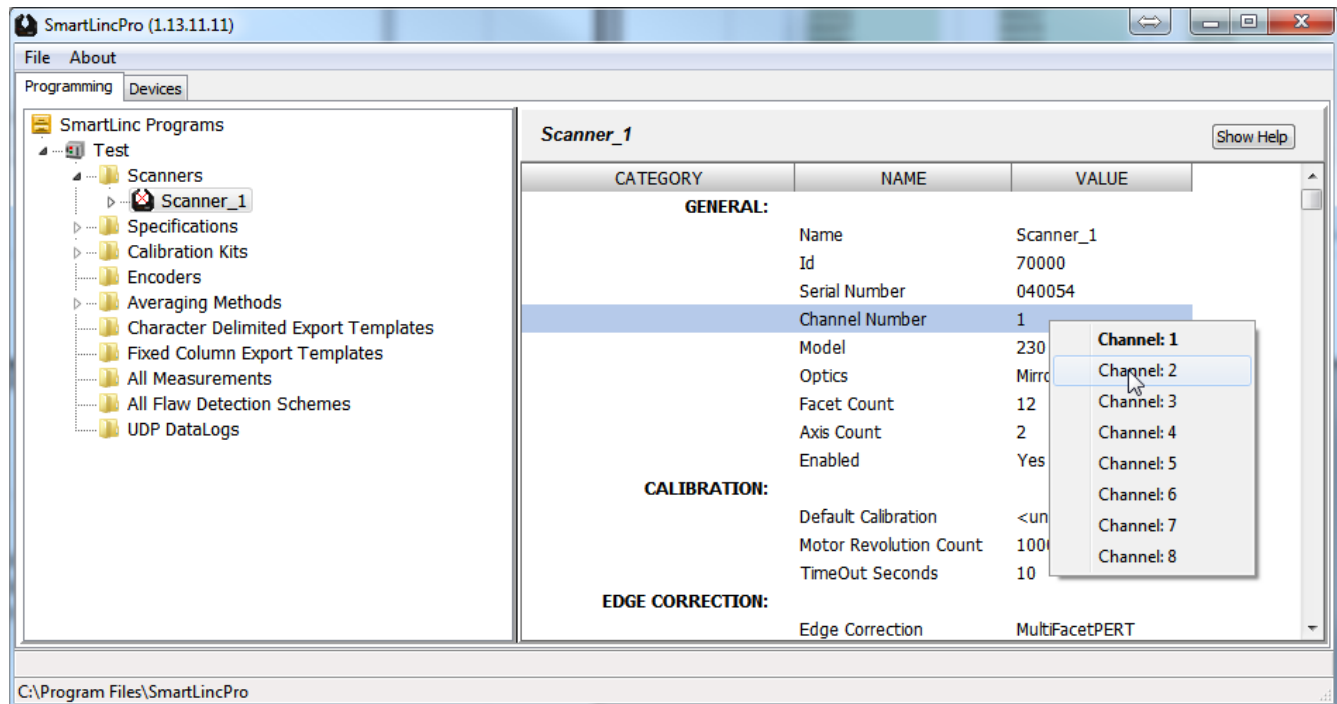 SmartLincPro (1.13.11.11)
File About
Programming Devices
SmartLinc Programs
Test
Scanners
Scanner_1
Specifications
Calibration Kits
Encoders
Averaging Methods
Character Delimited Export Templates
Fixed Column Export Templates
All Measurements
All Flaw Detection Schemes
UDP DataLogs
Scanner_1 Show Help
CATEGORY NAME VALUE
GENERAL:
Name Scanner_1
Id 70000
Serial Number 040054
Channel Number 1
Model 230
Optics
Facet Count 12
Axis Count 2
Enabled Yes
CALIBRATION:
Default Calibration <un
Motor Revolution Count
TimeOut Seconds 10
EDGE CORRECTION:
Edge Correction MultiFacetPERT
Channel: 1
Channel: 2
Channel: 3
Channel: 4
Channel: 5
Channel: 6
Channel: 7
Channel: 8
C:\Program Files\SmartLincPro